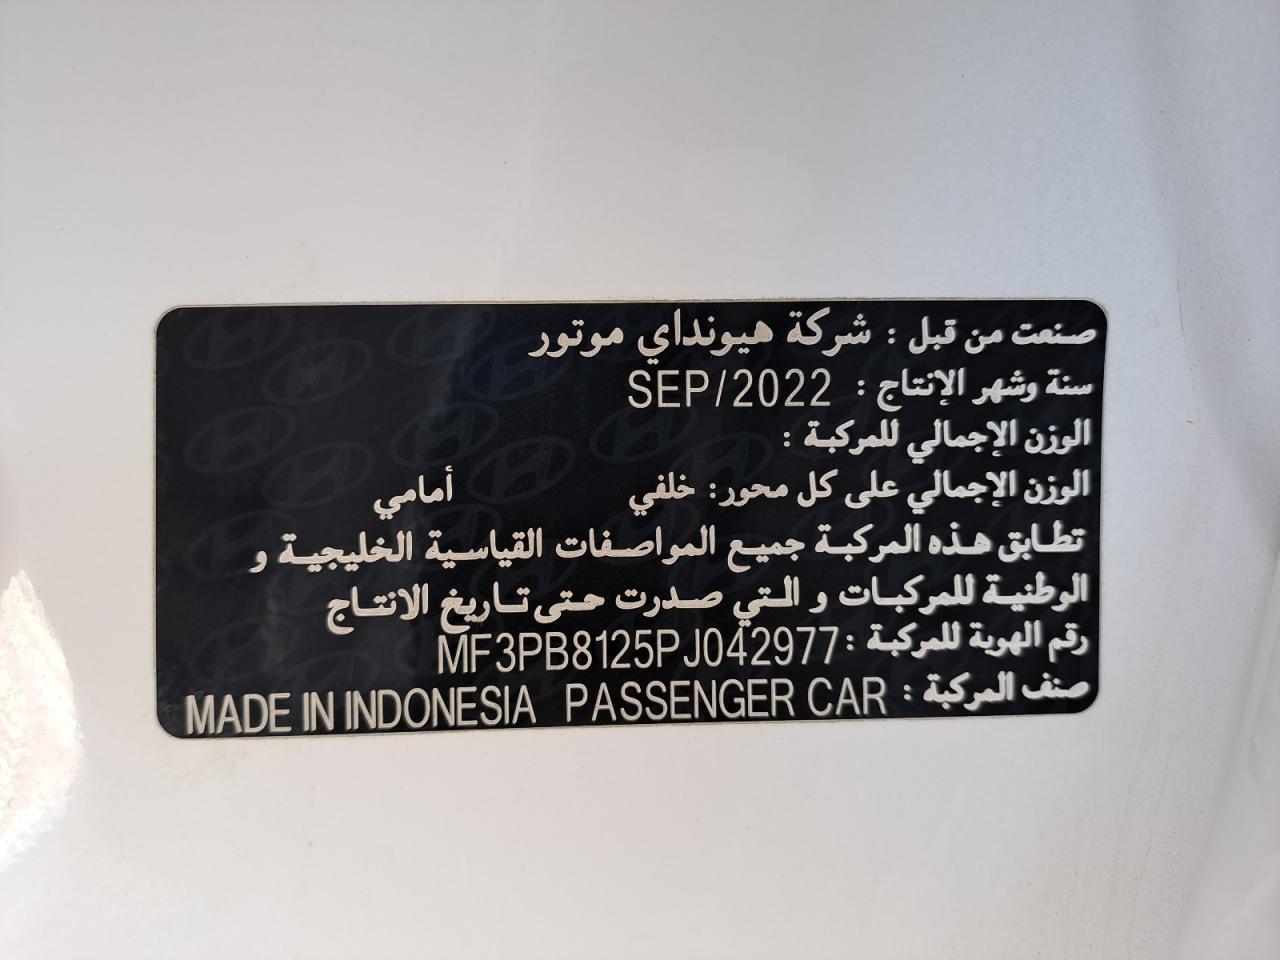 صنعت من قبل : شركة هيونداي موتور
سنة وشهر الإنتاج : SEP/2022
الوزن الإجمالي للمركبة :
الوزن الإجمالي على كل محور: خلفي أمامي
تطابق هذه المركبة جميع المواصفات القياسية الخليجية و
الوطنية للمركبات و التي صدرت حتى تاريخ الانتاج
رقم الهوية للمركبة : MF3PB8125PJ042977
صنف المركبة : PASSENGER CAR MADE IN INDONESIA